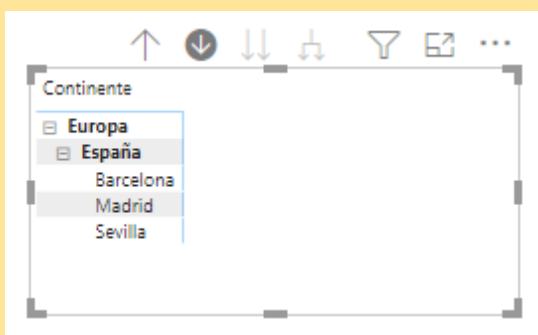 Continente
Europa
España
Barcelona
Madrid
Sevilla